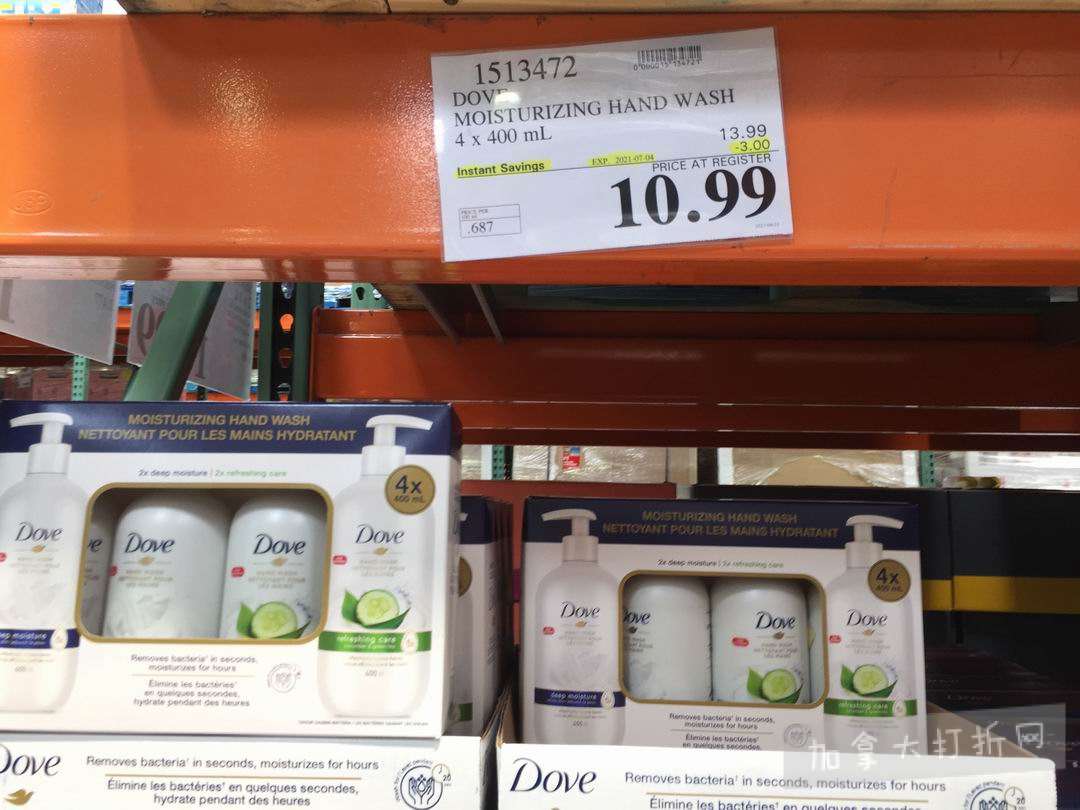 1513472
DOVE
MOISTURIZING HAND WASH
4 x 400 mL
13.99
-3.00
Instant Savings
EXP. 2021-07-04
PRICE AT REGISTER
10.99
.687
MOISTURIZING HAND WASH
NETTOYANT POUR LES MAINS HYDRATANT
2x deep moisture | 2x refreshing care
4x
400 mL
Dove
Dove
Dove
Dove
deep moisture
refreshing care
Removes bacteria¹ in seconds,
moisturizes for hours
Élimine les bactéries¹
en quelques secondes,
hydrate pendant des heures
MOISTURIZING HAND WASH
NETTOYANT POUR LES MAINS HYDRATANT
2x deep moisture | 2x refreshing care
4x
400 mL
Dove
Dove
Dove
Dove
deep moisture
refreshing care
Removes bacteria¹ in seconds,
moisturizes for hours
Élimine les bactéries¹
en quelques secondes,
Dove
Removes bacteria¹ in seconds, moisturizes for hours
Élimine les bactéries¹ en quelques secondes,
hydrate pendant des heures
Dove
Removes bacteria¹ in seconds, moisturizes for hours
Élimine les bactéries¹ en quelques secondes,
加拿大打折网